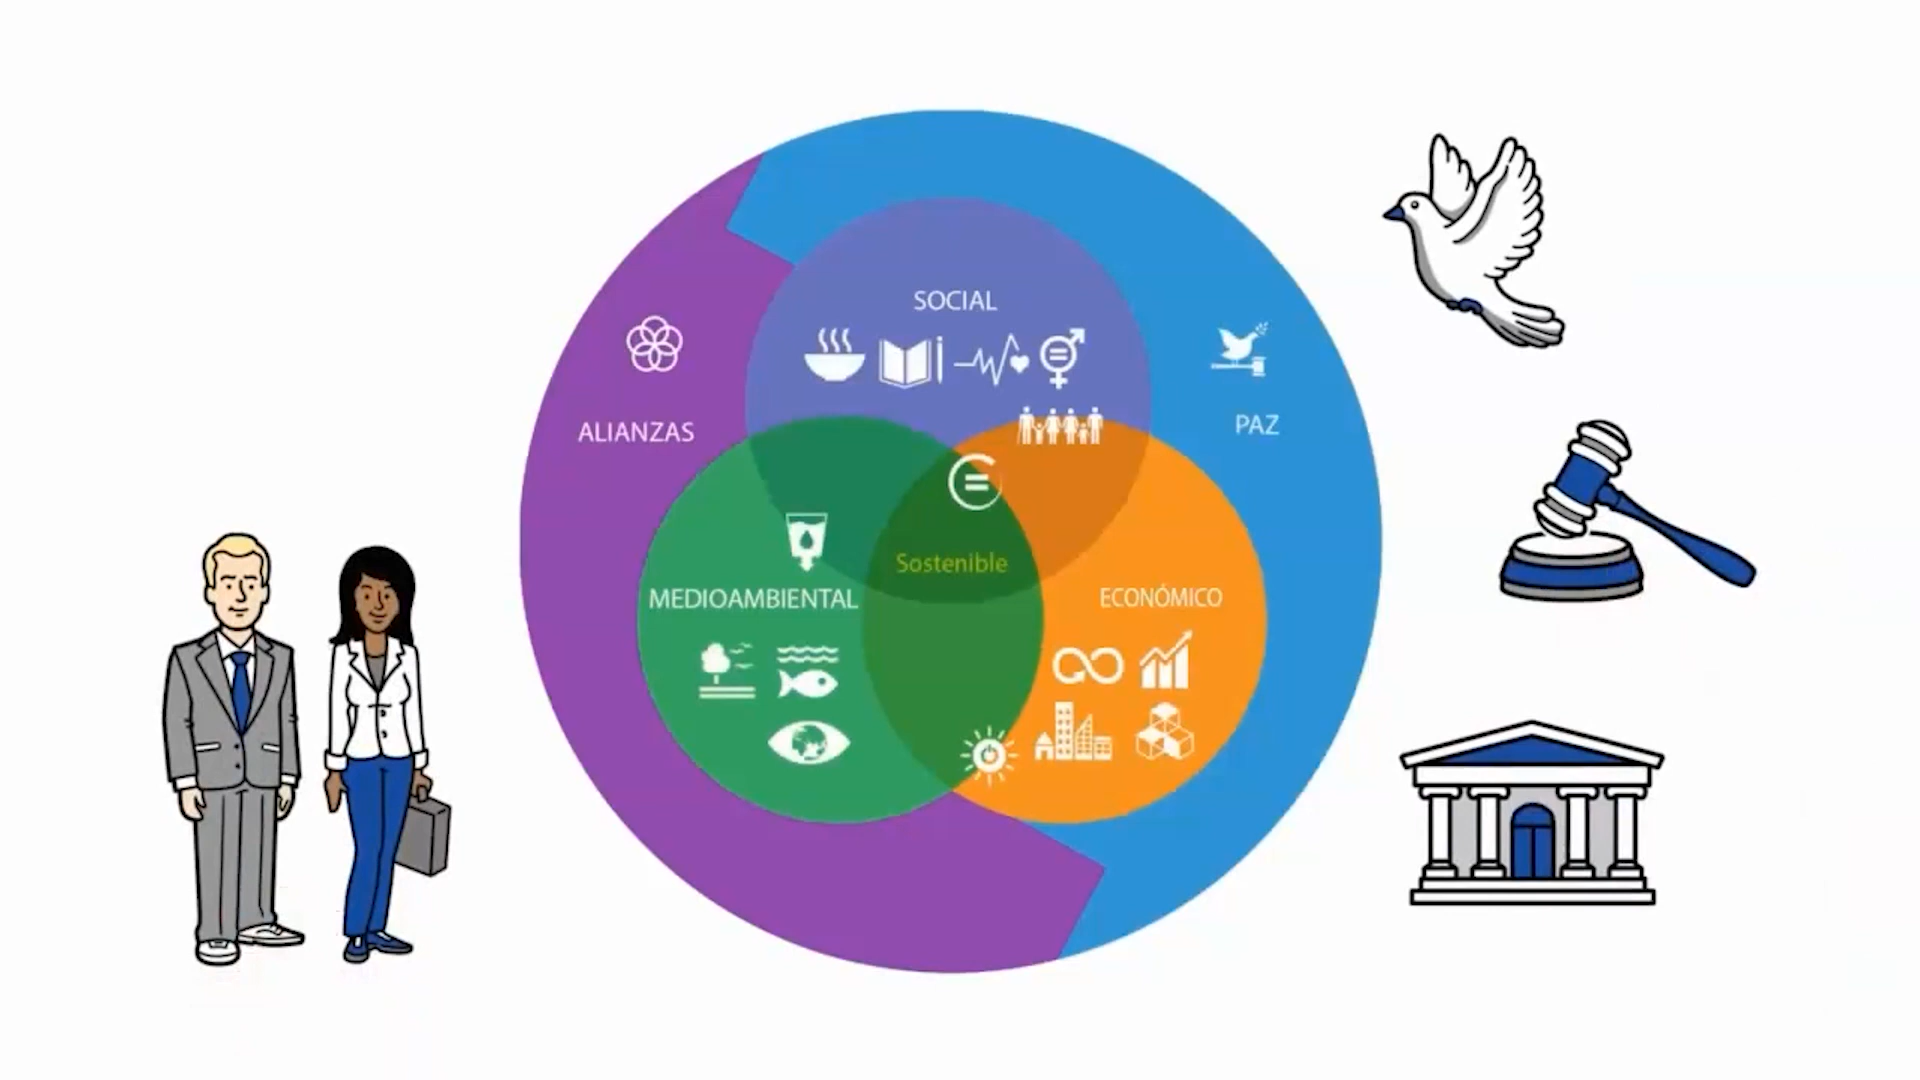 SOCIAL
ALIANZAS
PAZ
Sostenible
MEDIOAMBIENTAL
ECONÓMICO